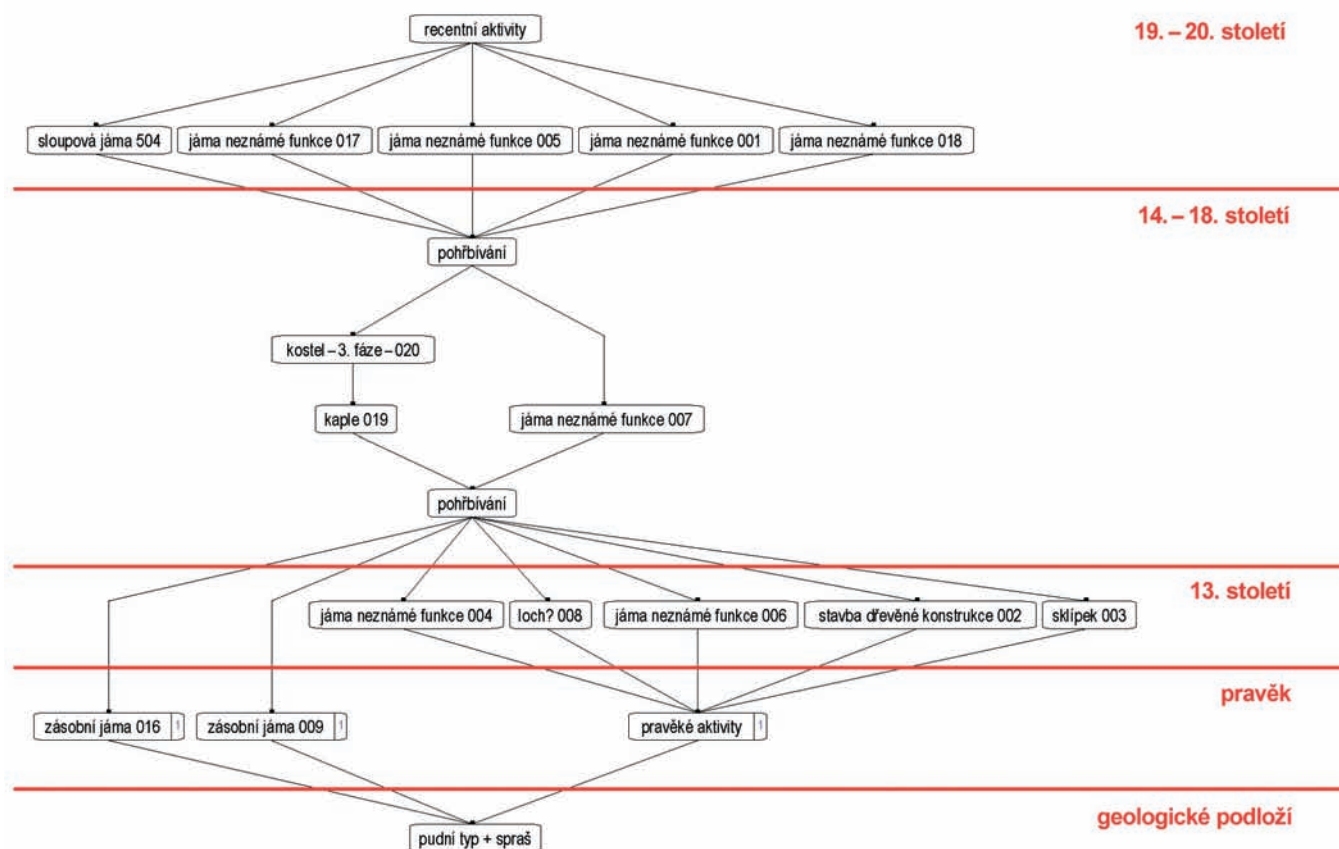 recentní aktivity
19. – 20. století
sloupová jáma 504
jáma neznámé funkce 017
jáma neznámé funkce 005
jáma neznámé funkce 001
jáma neznámé funkce 018
14. – 18. století
pohřbívání
kostel – 3. fáze – 020
kaple 019
jáma neznámé funkce 007
pohřbívání
13. století
jáma neznámé funkce 004
loch? 008
jáma neznámé funkce 006
stavba dřevěné konstrukce 002
sklípek 003
pravěk
zásobní jáma 016 1
zásobní jáma 009 1
pravěké aktivity 1
geologické podloží
pudní typ + spraš